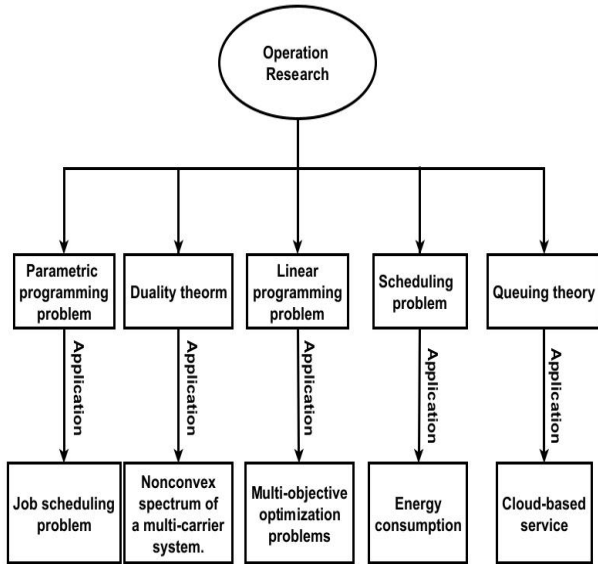 Operation
Research
Parametric
programming
problem
Duality theorm
Linear
programming
problem
Scheduling
problem
Queuing theory
Application
Application
Application
Application
Application
Job scheduling
problem
Nonconvex
spectrum of
a multi-carrier
system.
Multi-objective
optimization
problems
Energy
consumption
Cloud-based
service